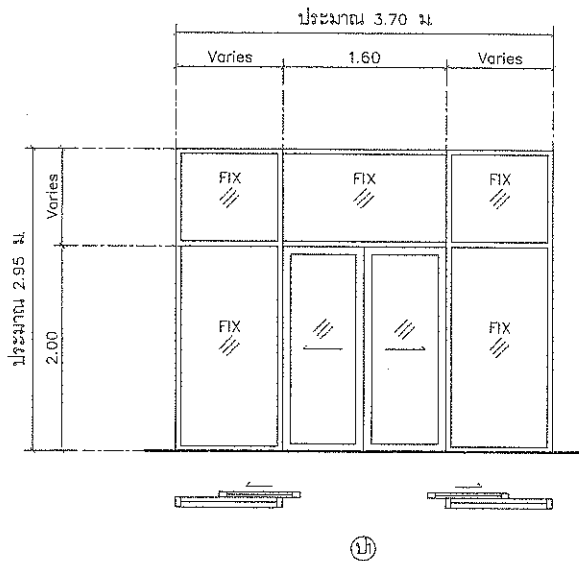 ประมาณ 3.70 ม.
Varies 1.60 Varies
FIX FIX FIX
Varies
ประมาณ 2.95 ม.
FIX FIX
2.00
ป1